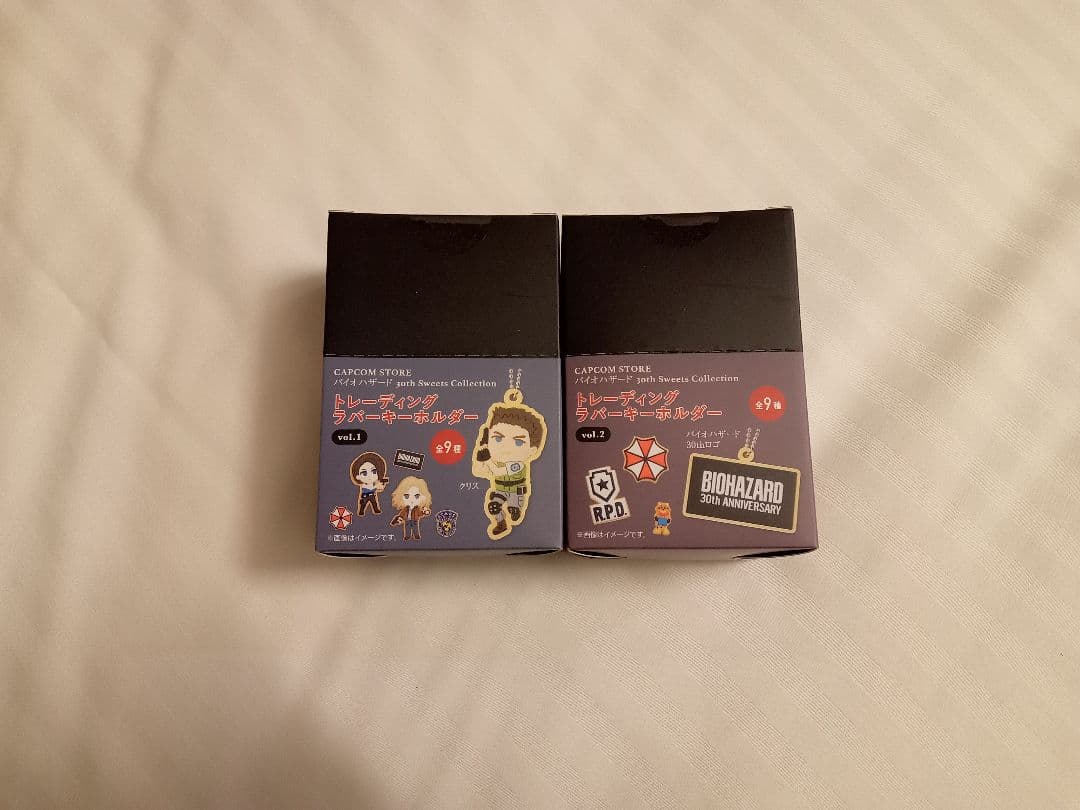 CAPCOM STORE
バイオハザード 30th Sweets Collection
トレーディング
ラバーキーホルダー
vol.1
全9種
BIOHAZARD
クリス
※画像はイメージです。
CAPCOM STORE
バイオハザード 30th Sweets Collection
トレーディング
ラバーキーホルダー
全9種
vol.2
バイオハザード
30thロゴ
R.P.D.
BIOHAZARD
30th ANNIVERSARY
※画像はイメージです。